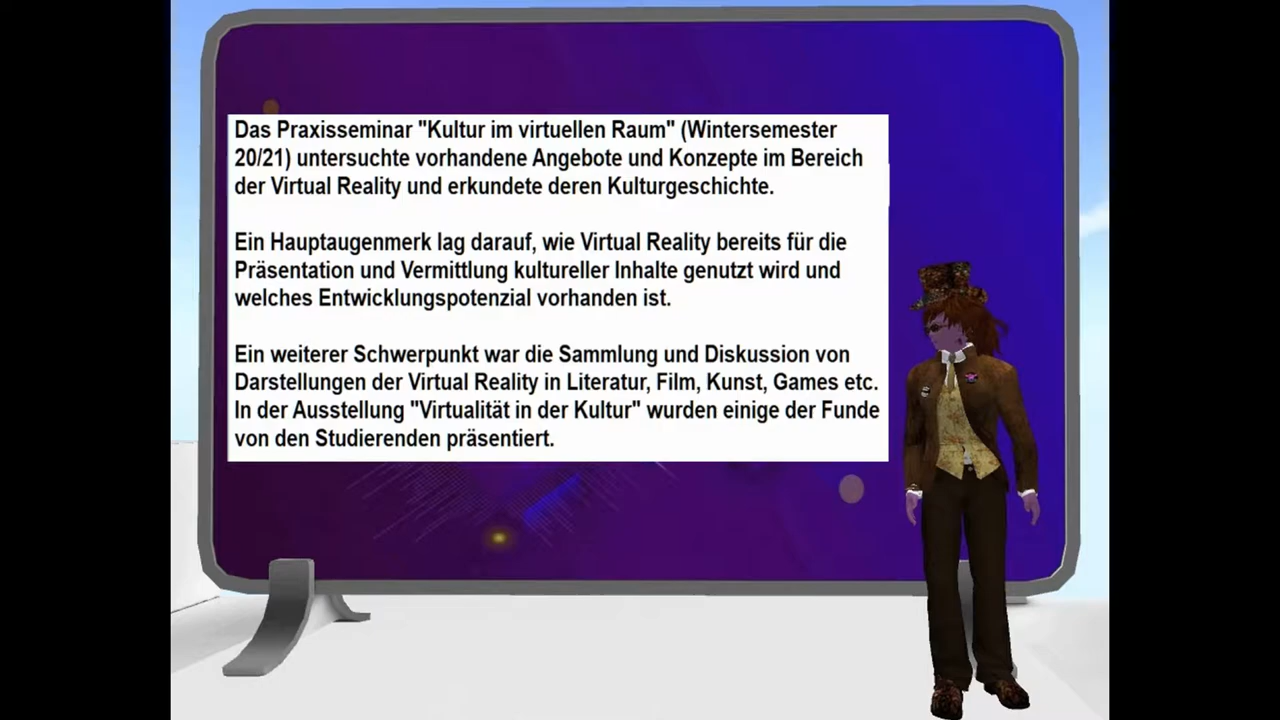 Das Praxisseminar "Kultur im virtuellen Raum" (Wintersemester
20/21) untersuchte vorhandene Angebote und Konzepte im Bereich
der Virtual Reality und erkundete deren Kulturgeschichte.
Ein Hauptaugenmerk lag darauf, wie Virtual Reality bereits für die
Präsentation und Vermittlung kultureller Inhalte genutzt wird und
welches Entwicklungspotenzial vorhanden ist.
Ein weiterer Schwerpunkt war die Sammlung und Diskussion von
Darstellungen der Virtual Reality in Literatur, Film, Kunst, Games etc.
In der Ausstellung "Virtualität in der Kultur" wurden einige der Funde
von den Studierenden präsentiert.